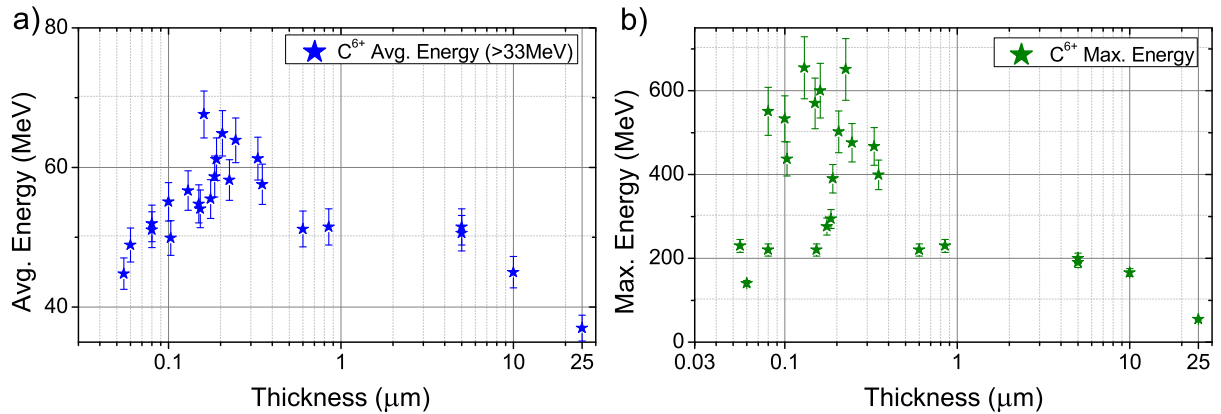 a)
80
60
40
Avg. Energy (MeV)
C⁶⁺ Avg. Energy (>33MeV)
0.1 1 10 25
Thickness (μm)
b)
600
400
200
0
Max. Energy (MeV)
C⁶⁺ Max. Energy
0.03 0.1 1 10 25
Thickness (μm)